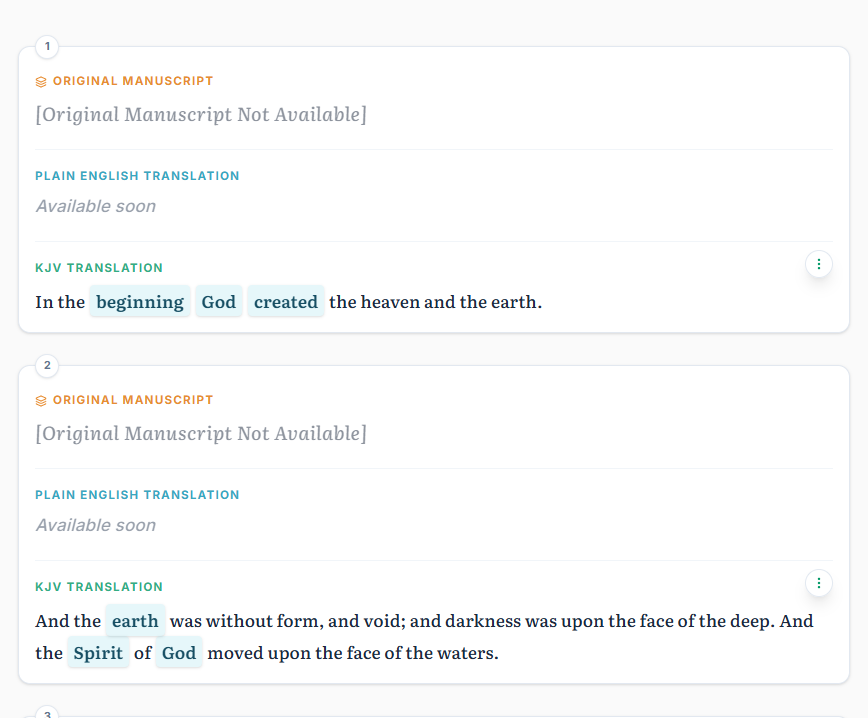 1
ORIGINAL MANUSCRIPT
[Original Manuscript Not Available]
PLAIN ENGLISH TRANSLATION
Available soon
KJV TRANSLATION
In the beginning God created the heaven and the earth.
2
ORIGINAL MANUSCRIPT
[Original Manuscript Not Available]
PLAIN ENGLISH TRANSLATION
Available soon
KJV TRANSLATION
And the earth was without form, and void; and darkness was upon the face of the deep. And
the Spirit of God moved upon the face of the waters.
3